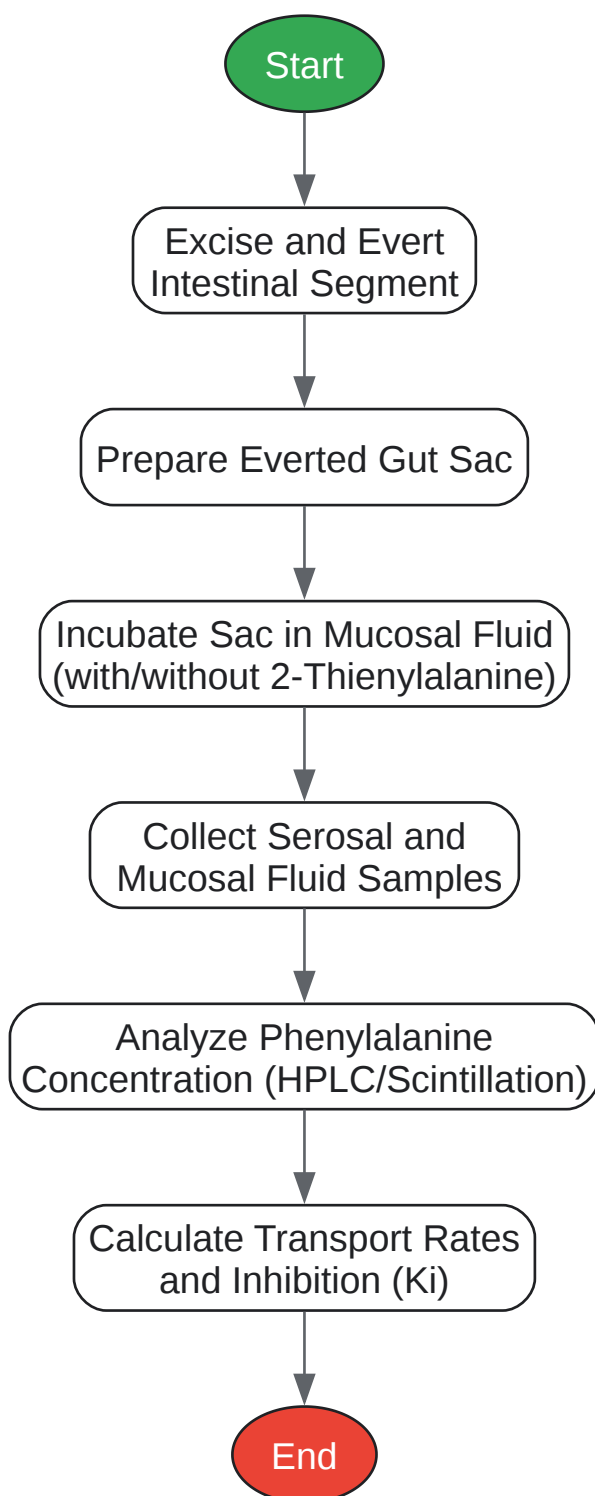 Start
Excise and Evert
Intestinal Segment
Prepare Everted Gut Sac
Incubate Sac in Mucosal Fluid
(with/without 2-Thienylalanine)
Collect Serosal and
Mucosal Fluid Samples
Analyze Phenylalanine
Concentration (HPLC/Scintillation)
Calculate Transport Rates
and Inhibition (Ki)
End